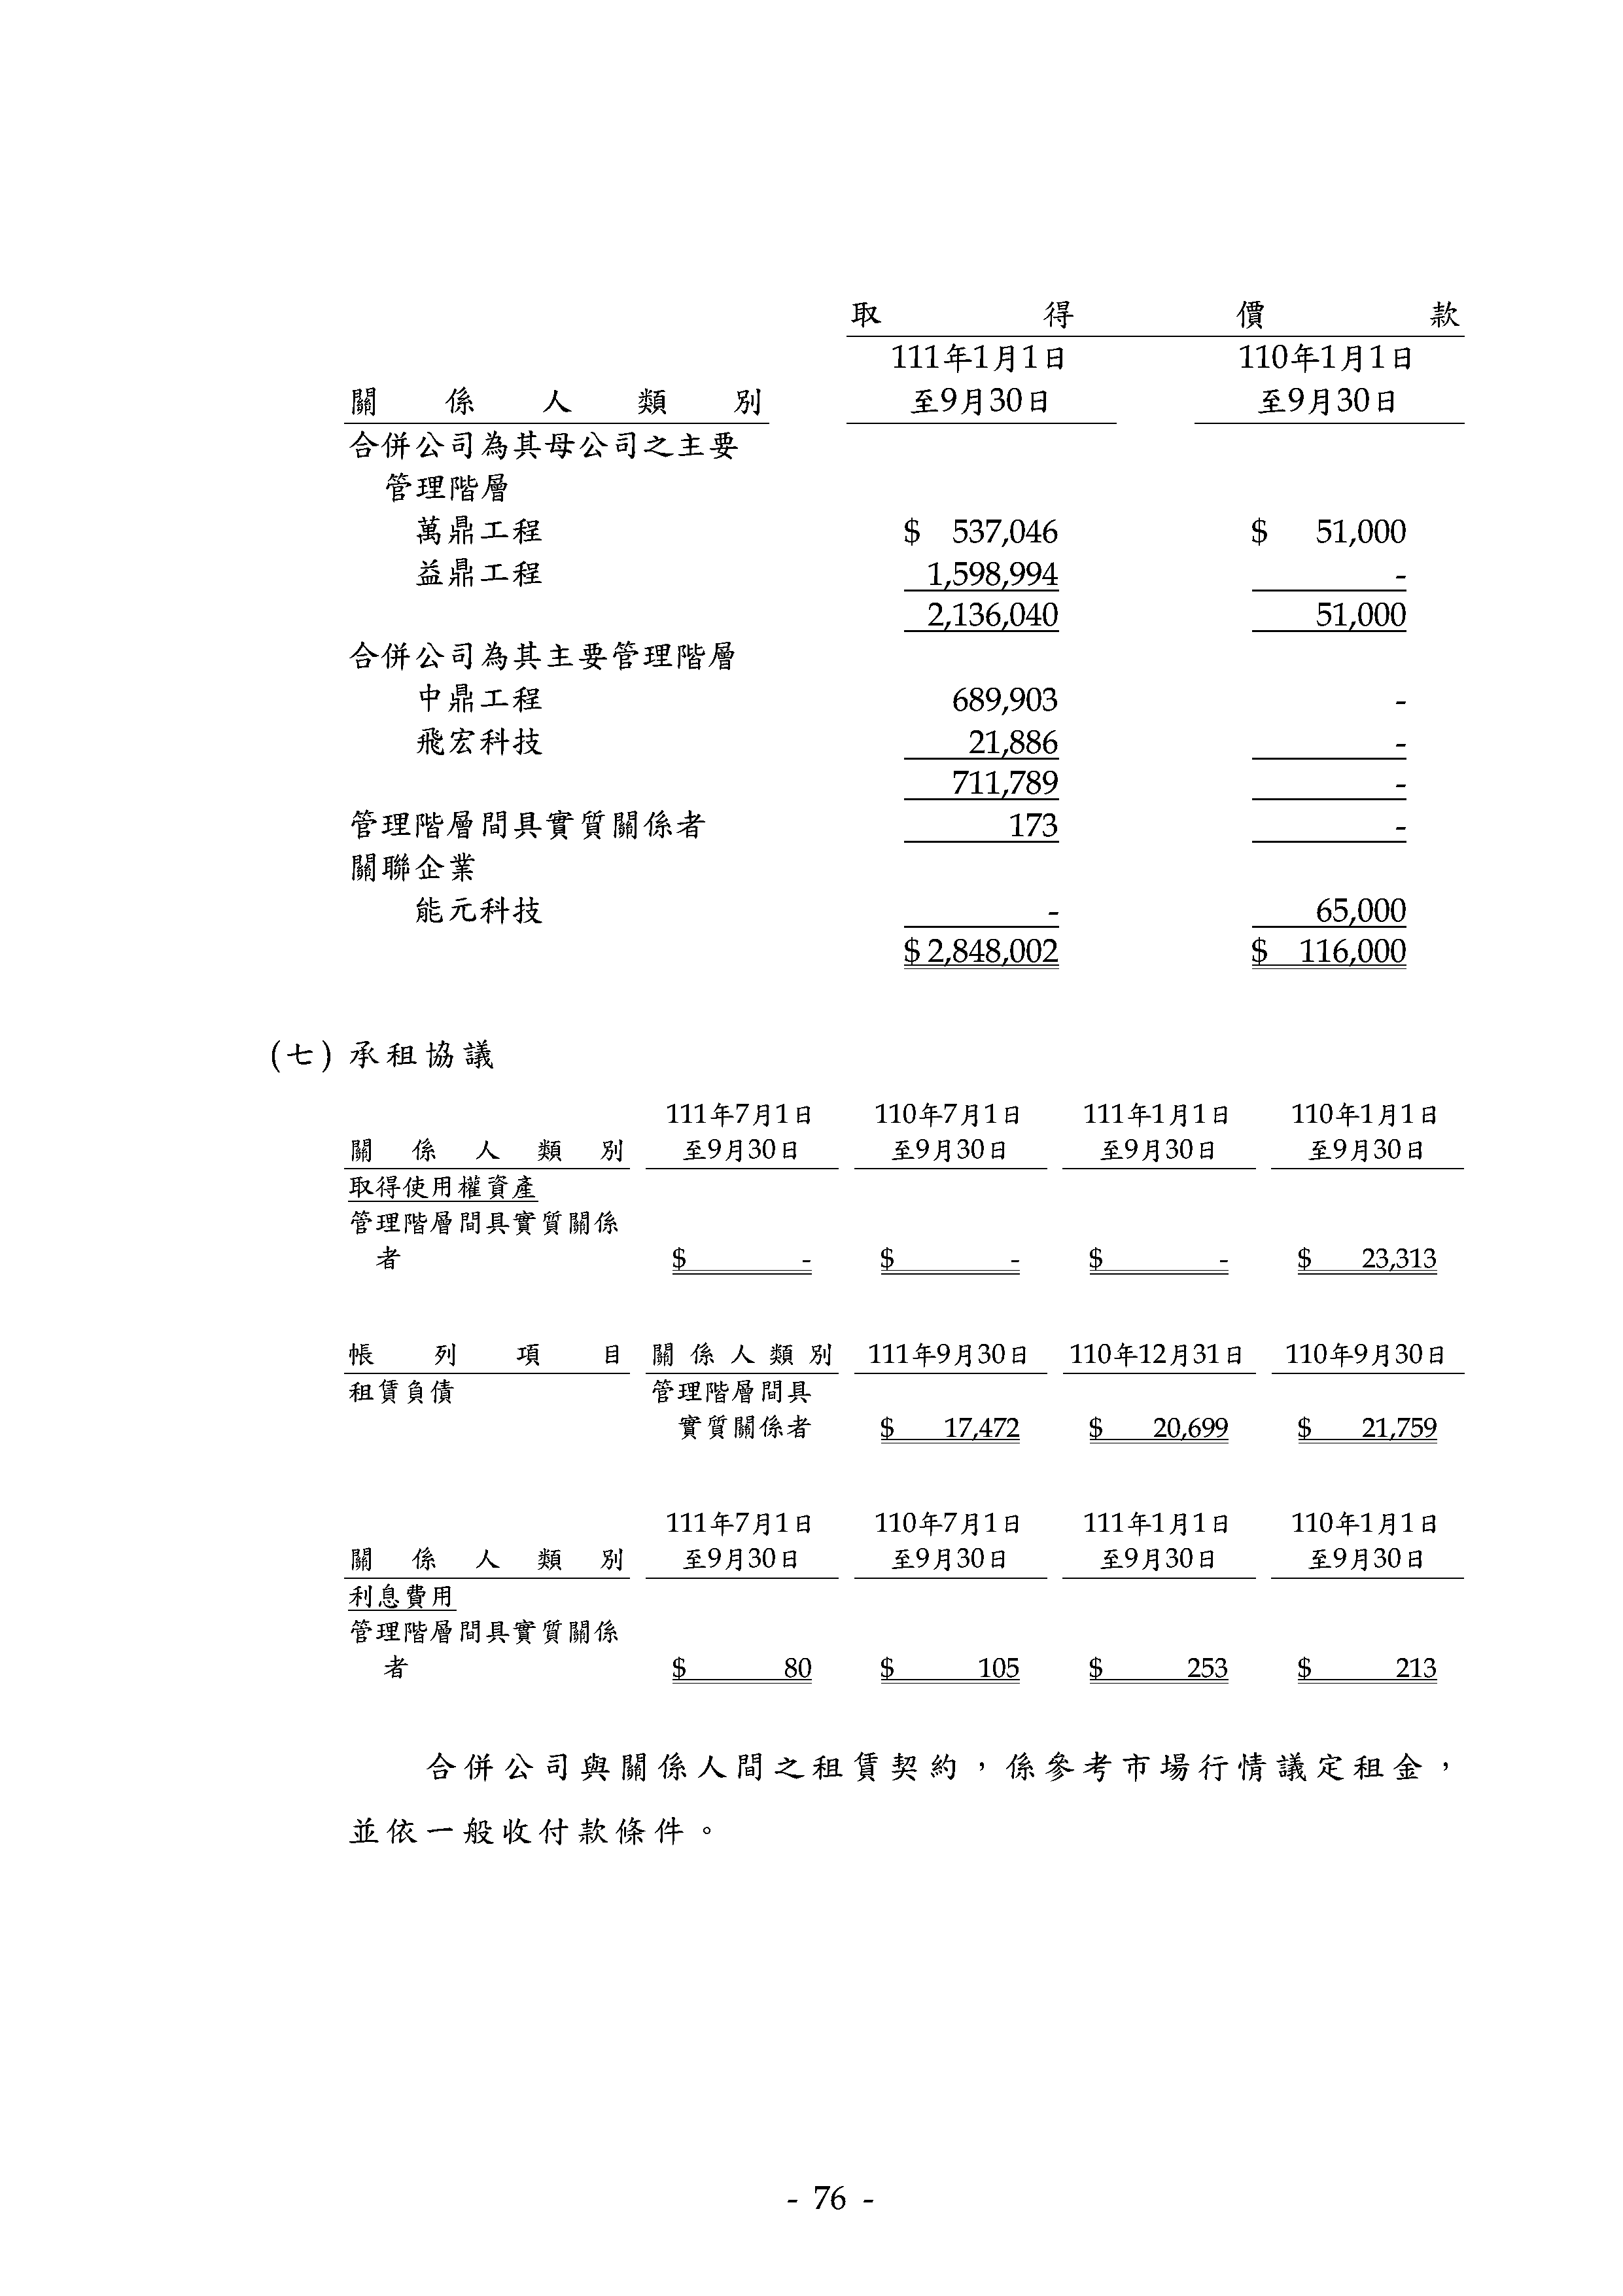 取得價款
111年1月1日 110年1月1日
關係人類別 至9月30日 至9月30日
合併公司為其母公司之主要
管理階層
萬鼎工程 $ 537,046 $ 51,000
益鼎工程 1,598,994 -
2,136,040 51,000
合併公司為其主要管理階層
中鼎工程 689,903 -
飛宏科技 21,886 -
711,789 -
管理階層間具實質關係者 173 -
關聯企業
能元科技 - 65,000
$ 2,848,002 $ 116,000
(七) 承租協議
111年7月1日 110年7月1日 111年1月1日 110年1月1日
關係人類別 至9月30日 至9月30日 至9月30日 至9月30日
取得使用權資產
管理階層間具實質關係
者 $ - $ - $ - $ 23,313
帳列項目 關係人類別 111年9月30日 110年12月31日 110年9月30日
租賃負債 管理階層間具
實質關係者 $ 17,472 $ 20,699 $ 21,759
111年7月1日 110年7月1日 111年1月1日 110年1月1日
關係人類別 至9月30日 至9月30日 至9月30日 至9月30日
利息費用
管理階層間具實質關係
者 $ 80 $ 105 $ 253 $ 213
合併公司與關係人間之租賃契約，係參考市場行情議定租金，
並依一般收付款條件。
- 76 -